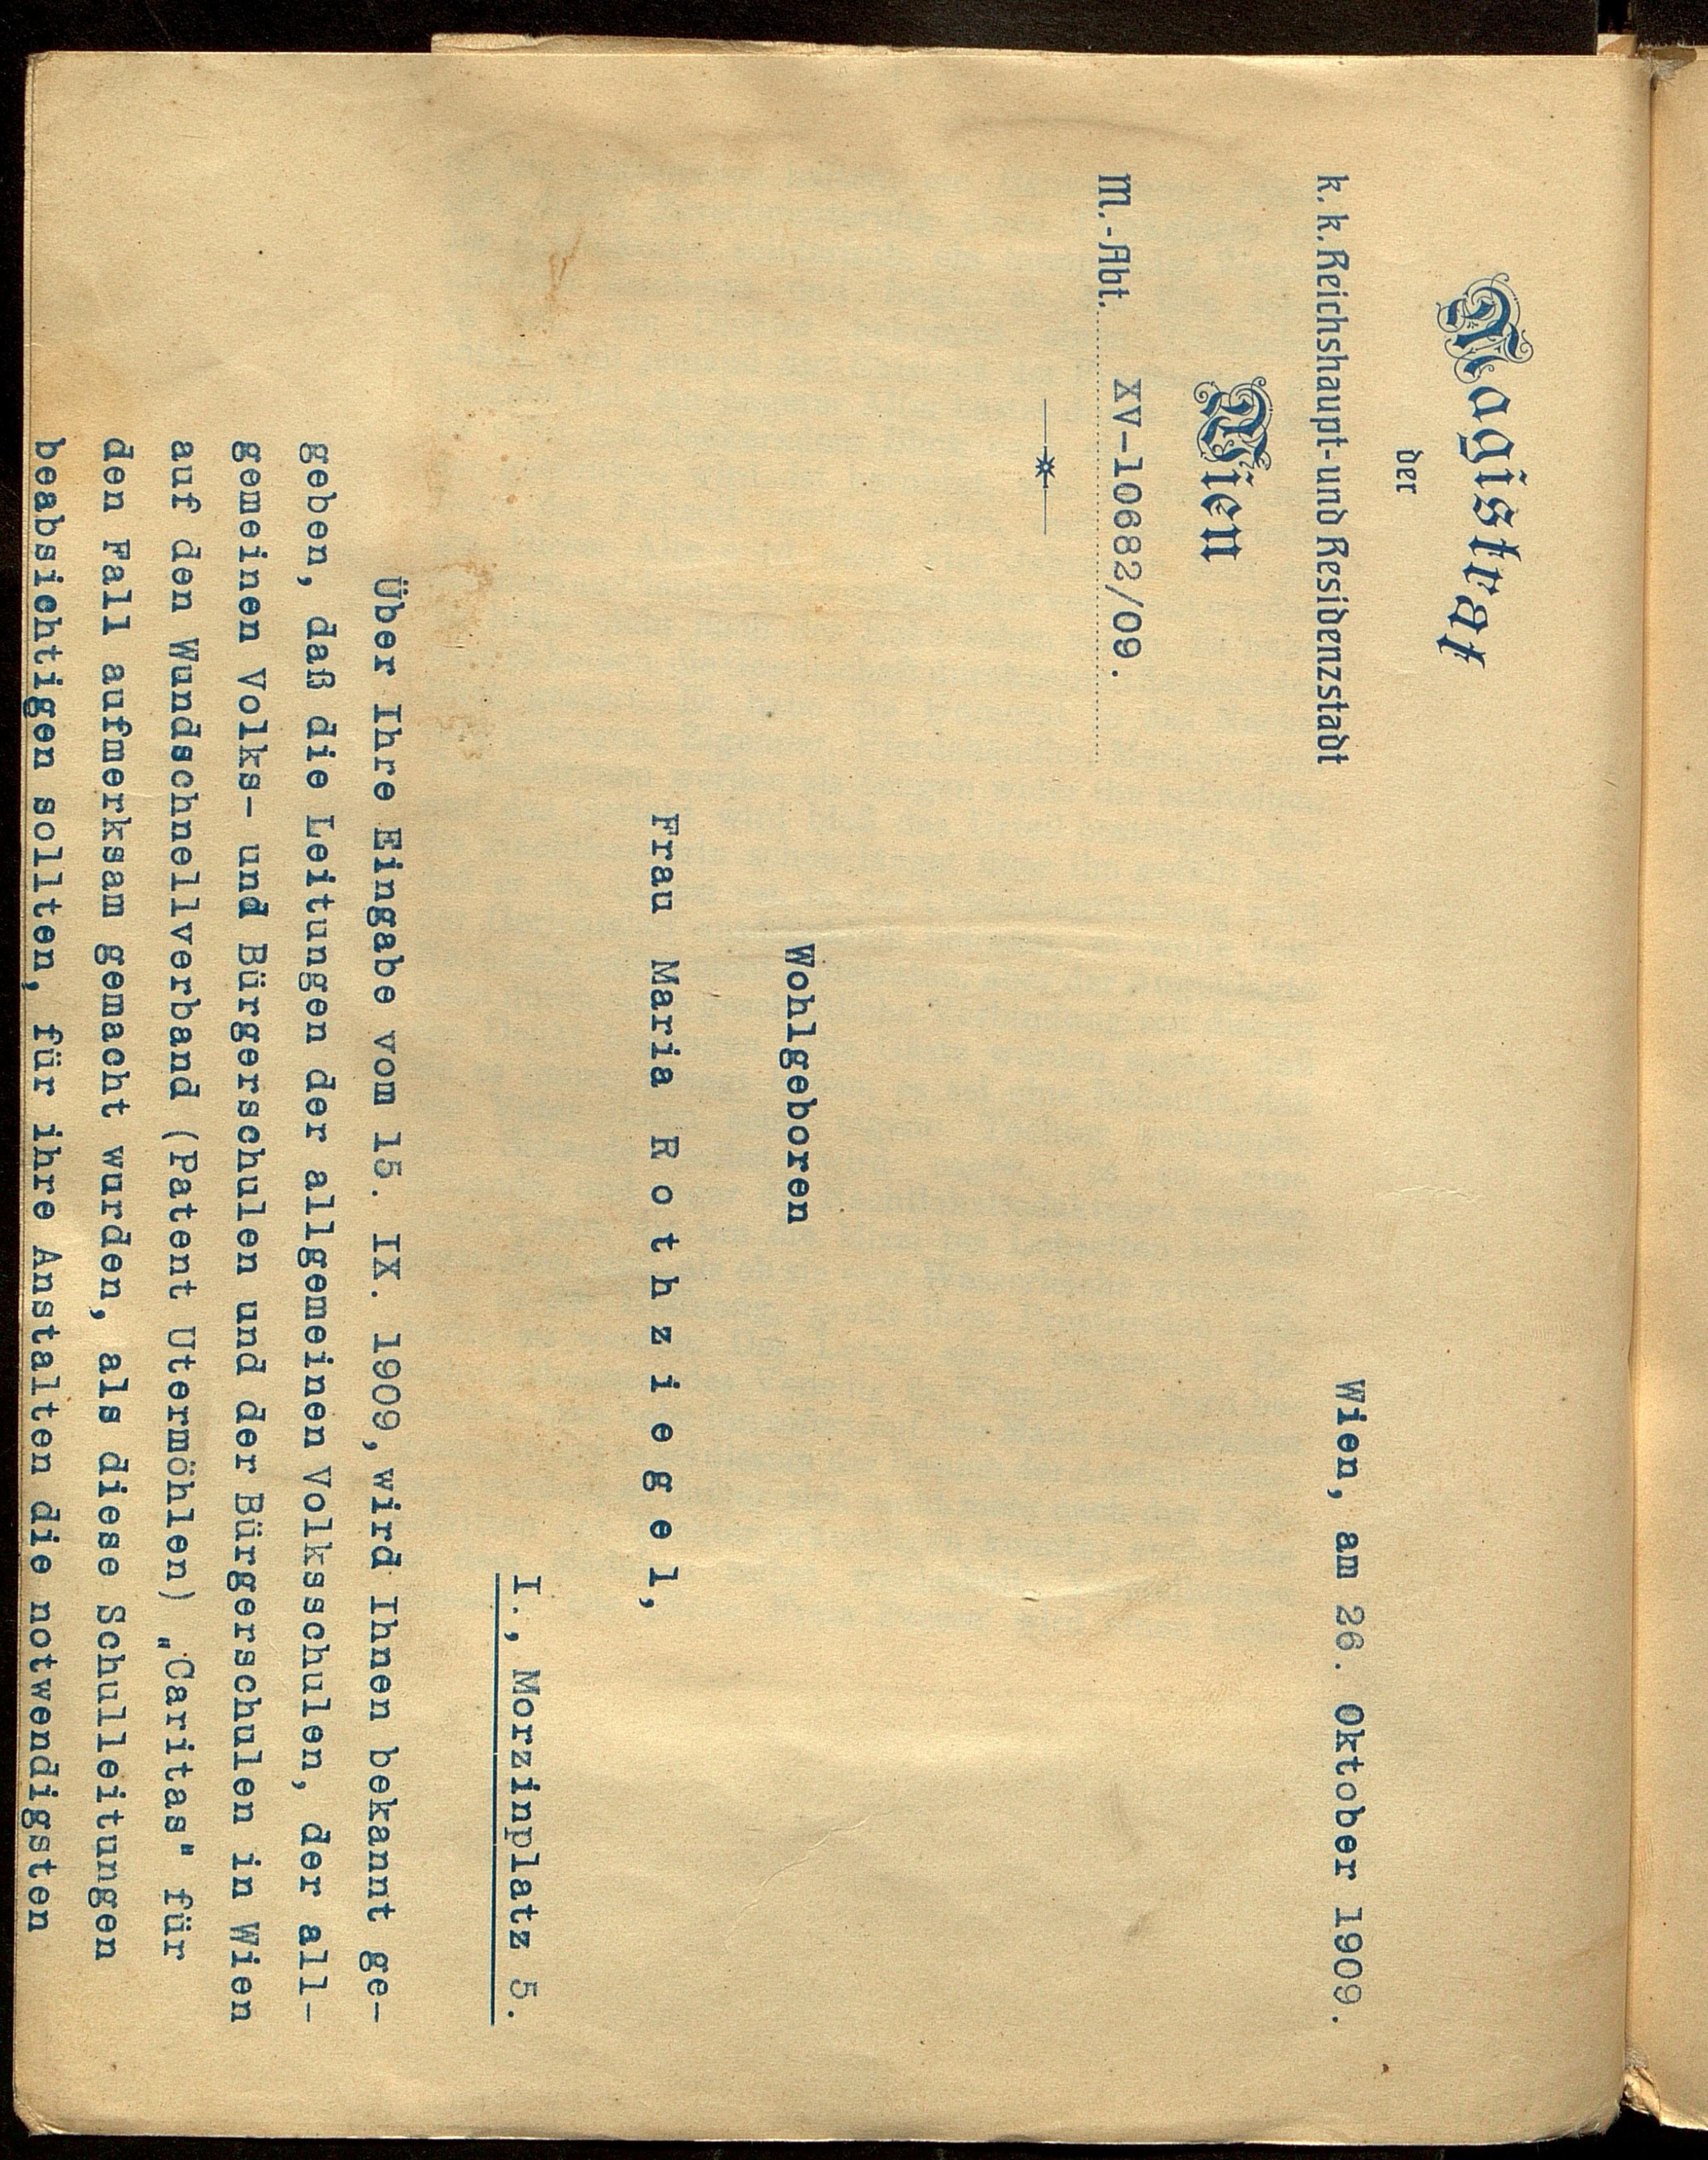 Magistrat
der
k. k. Reichshaupt- und Residenzstadt
Wien
M.-Abt. XV-10682/09.
Wien, am 26. Oktober 1909.
Wohlgeboren
Frau Maria R o t h z i e g e l,
I., Morzinplatz 5.
Über Ihre Eingabe vom 15. IX. 1909, wird Ihnen bekannt ge-
geben, daß die Leitungen der allgemeinen Volksschulen, der all-
gemeinen Volks- und Bürgerschulen und der Bürgerschulen in Wien
auf den Wundschnellverband (Patent Utermöhlen) „Caritas" für
den Fall aufmerksam gemacht wurden, als diese Schulleitungen
beabsichtigen sollten, für ihre Anstalten die notwendigsten